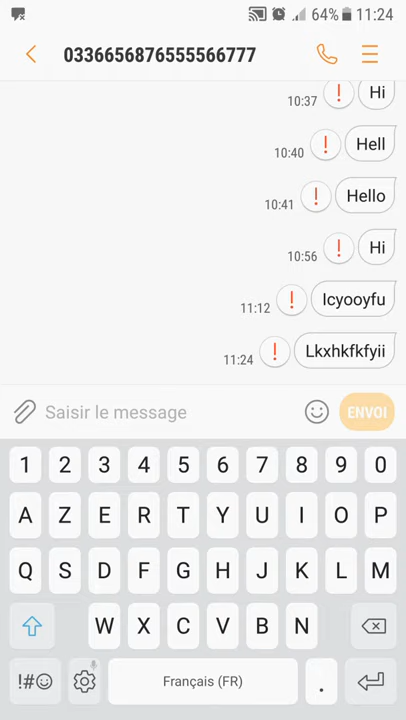 64% 11:24
0336656876555566777
10:37 ! Hi
10:40 ! Hell
10:41 ! Hello
10:56 ! Hi
11:12 ! Icyooyfu
11:24 ! Lkxhkfkfyii
Saisir le message ENVOI
1 2 3 4 5 6 7 8 9 0
A Z E R T Y U I O P
Q S D F G H J K L M
W X C V B N
!#☺ Français (FR) .